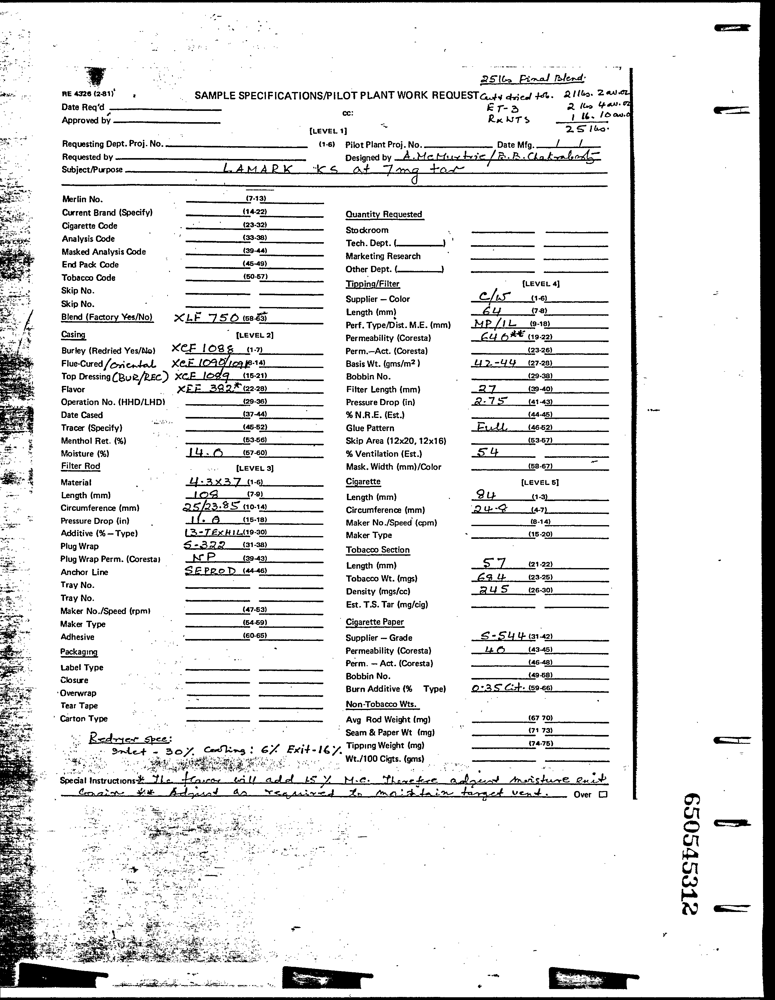 25 lbs Final Blend:
RE 4326 (2-81)
SAMPLE SPECIFICATIONS/PILOT PLANT WORK REQUEST Cut & dried tob. 21 lbs. 2 av.oz
Date Req'd ET-3 2 lbs 4 av.oz
Approved by cc: RxWTS 1 lb. 10 av.o
[LEVEL 1] 25 lbs.
Requesting Dept. Proj. No. (1-6) Pilot Plant Proj. No. Date Mfg. / /
Requested by Designed by A. McMurtrie/B.B. Chakraborty
Subject/Purpose LAMARK KS at 7mg tar
Merlin No. (7-13)
Current Brand (Specify) (14-22) Quantity Requested
Cigarette Code (23-32) Stockroom
Analysis Code (33-38) Tech. Dept. ( )
Masked Analysis Code (39-44) Marketing Research
End Pack Code (45-49) Other Dept. ( )
Tobacco Code (50-57) Tipping/Filter [LEVEL 4]
Skip No. Supplier – Color C/W (1-6)
Skip No. Length (mm) 64 (7-8)
Blend (Factory Yes/No) XLF 750 (58-63) Perf. Type/Dist. M.E. (mm) MP/IL (9-18)
Casing [LEVEL 2] Permeability (Coresta) 640** (19-22)
Burley (Redried Yes/No) XCF 1088 (1-7) Perm.–Act. (Coresta) (23-26)
Flue-Cured/Oriental XCF 1090/1091 (8-14) Basis Wt. (gms/m²) 42-44 (27-28)
Top Dressing (BUR/REC) XCF 1089 (15-21) Bobbin No. (29-38)
Flavor XEF 382* (22-28) Filter Length (mm) 27 (39-40)
Operation No. (HHD/LHD) (29-36) Pressure Drop (in) 2.75 (41-43)
Date Cased (37-44) % N.R.E. (Est.) (44-45)
Tracer (Specify) (45-52) Glue Pattern Full (46-52)
Menthol Ret. (%) (53-56) Skip Area (12x20, 12x16) (53-57)
Moisture (%) 14.0 (57-60) % Ventilation (Est.) 54
Filter Rod [LEVEL 3] Mask. Width (mm)/Color (58-67)
Material 4.3x37 (1-6) Cigarette [LEVEL 5]
Length (mm) 108 (7-9) Length (mm) 84 (1-3)
Circumference (mm) 25/23.85 (10-14) Circumference (mm) 24.8 (4-7)
Pressure Drop (in) 11.0 (15-18) Maker No./Speed (cpm) (8-14)
Additive (% – Type) 13-TEXHIL (19-30) Maker Type (15-20)
Plug Wrap 5-322 (31-38) Tobacco Section
Plug Wrap Perm. (Coresta) NP (39-43) Length (mm) 57 (21-22)
Anchor Line SEPROD (44-46) Tobacco Wt. (mgs) 694 (23-25)
Tray No. Density (mgs/cc) 245 (26-30)
Tray No. Est. T.S. Tar (mg/cig)
Maker No./Speed (rpm) (47-53)
Maker Type (54-59) Cigarette Paper
Adhesive (60-65) Supplier – Grade S-544 (31-42)
Packaging Permeability (Coresta) 40 (43-45)
Label Type Perm. – Act. (Coresta) (46-48)
Closure Bobbin No. (49-58)
Overwrap Burn Additive (% Type) 0.35 Cit. (59-66)
Tear Tape Non-Tobacco Wts.
Carton Type Avg Rod Weight (mg) (67 70)
Redryer spec: Seam & Paper Wt (mg) (71 73)
Inlet - 30% Cooling: 6% Exit-16% Tipping Weight (mg) (74-75)
Wt./100 Cigts. (gms)
Special Instructions * The flavor will add 1.5% M.C. Therefore adjust moisture exit
** Adjust as required to maintain target vent. Over
650545312